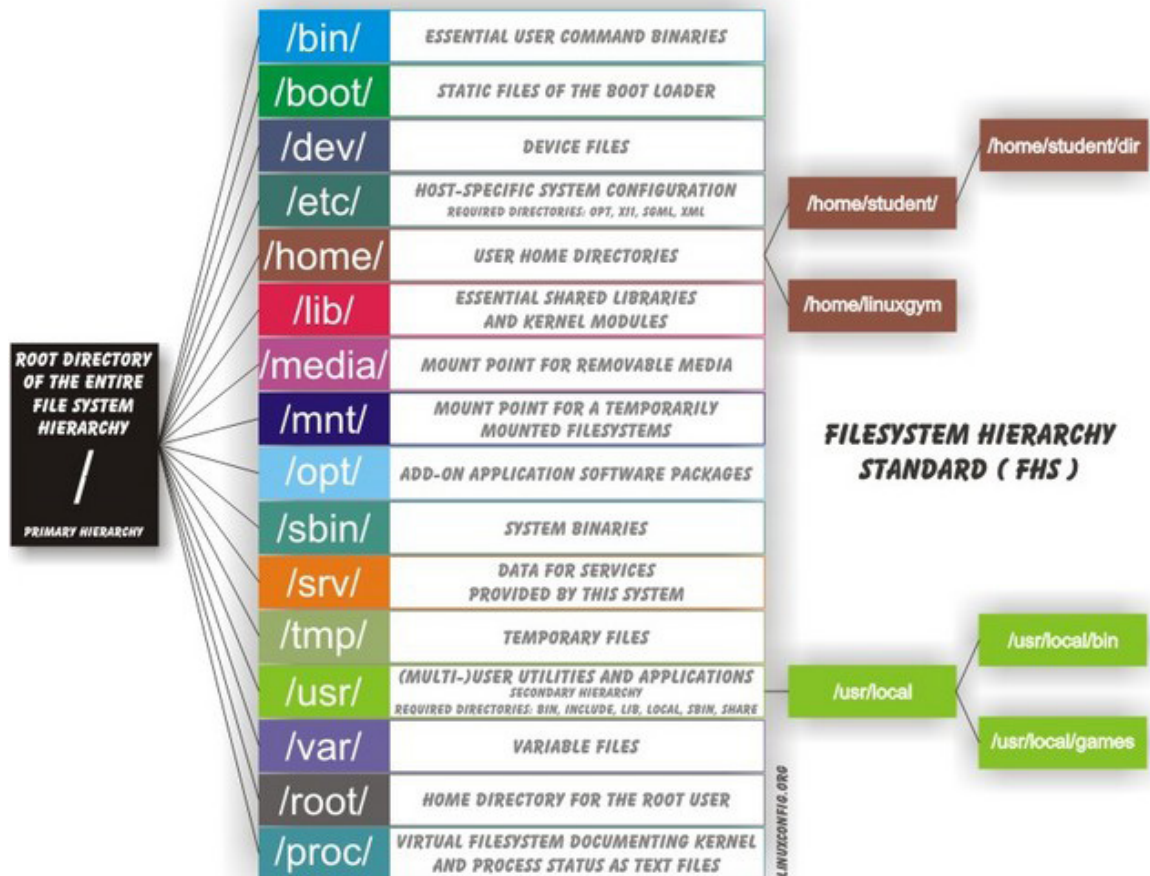 /bin/
ESSENTIAL USER COMMAND BINARIES
/boot/
STATIC FILES OF THE BOOT LOADER
/dev/
DEVICE FILES
/etc/
HOST-SPECIFIC SYSTEM CONFIGURATION
REQUIRED DIRECTORIES: OPT, X11, SGML, XML
/home/
USER HOME DIRECTORIES
/lib/
ESSENTIAL SHARED LIBRARIES
AND KERNEL MODULES
/media/
MOUNT POINT FOR REMOVABLE MEDIA
/mnt/
MOUNT POINT FOR A TEMPORARILY
MOUNTED FILESYSTEMS
/opt/
ADD-ON APPLICATION SOFTWARE PACKAGES
/sbin/
SYSTEM BINARIES
/srv/
DATA FOR SERVICES
PROVIDED BY THIS SYSTEM
/tmp/
TEMPORARY FILES
/usr/
(MULTI-)USER UTILITIES AND APPLICATIONS
SECONDARY HIERARCHY
REQUIRED DIRECTORIES: BIN, INCLUDE, LIB, LOCAL, SBIN, SHARE
/var/
VARIABLE FILES
/root/
HOME DIRECTORY FOR THE ROOT USER
/proc/
VIRTUAL FILESYSTEM DOCUMENTING KERNEL
AND PROCESS STATUS AS TEXT FILES
ROOT DIRECTORY
OF THE ENTIRE
FILE SYSTEM
HIERARCHY
/
PRIMARY HIERARCHY
/home/student/dir
/home/student/
/home/linuxgym
FILESYSTEM HIERARCHY
STANDARD ( FHS )
/usr/local/bin
/usr/local
/usr/local/games
LINUXCONFIG.ORG